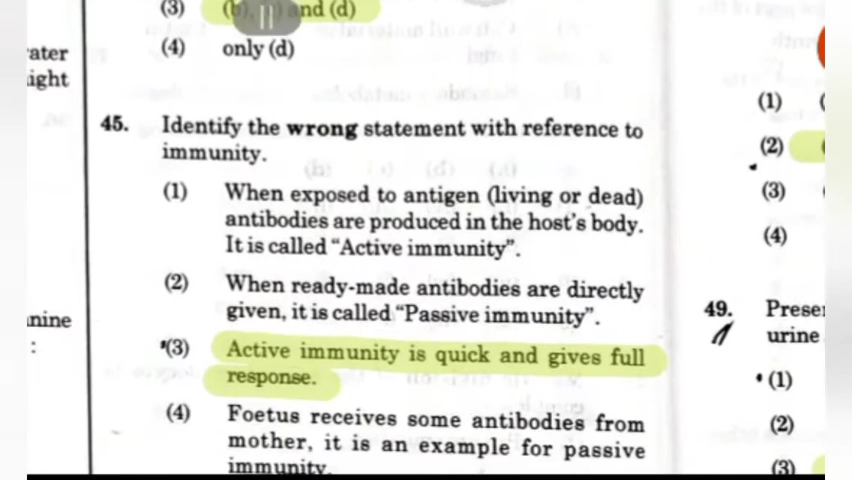 (3) (b), and (d)
(4) only (d)
ater
ight
45. Identify the wrong statement with reference to
immunity.
(1) When exposed to antigen (living or dead)
antibodies are produced in the host's body.
It is called “Active immunity”.
(2) When ready-made antibodies are directly
given, it is called “Passive immunity”.
(3) Active immunity is quick and gives full
response.
(4) Foetus receives some antibodies from
mother, it is an example for passive
immunity.
nine
:
(1)
(2)
(3)
(4)
49. Prese
urine
(1)
(2)
(3)